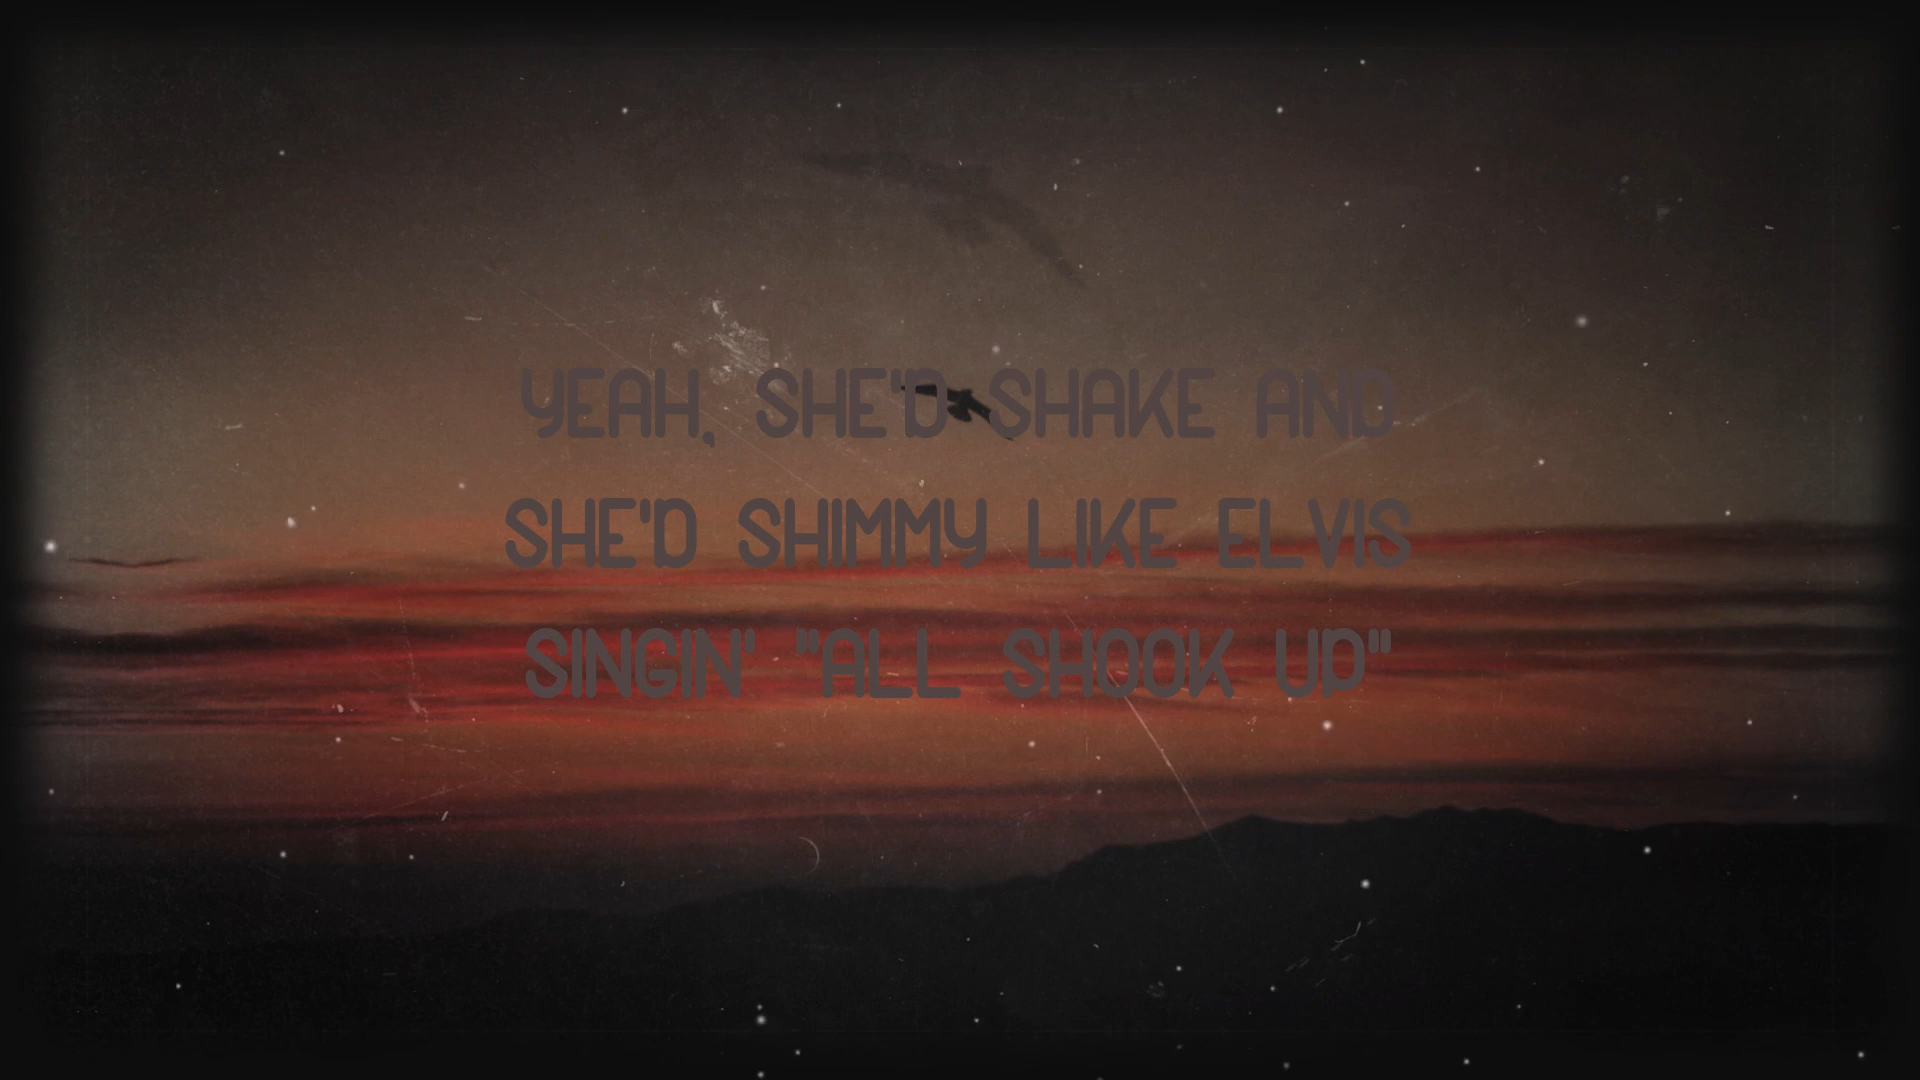 YEAH, SHE'D SHAKE AND
SHE'D SHIMMY LIKE ELVIS
SINGIN' "ALL SHOOK UP"